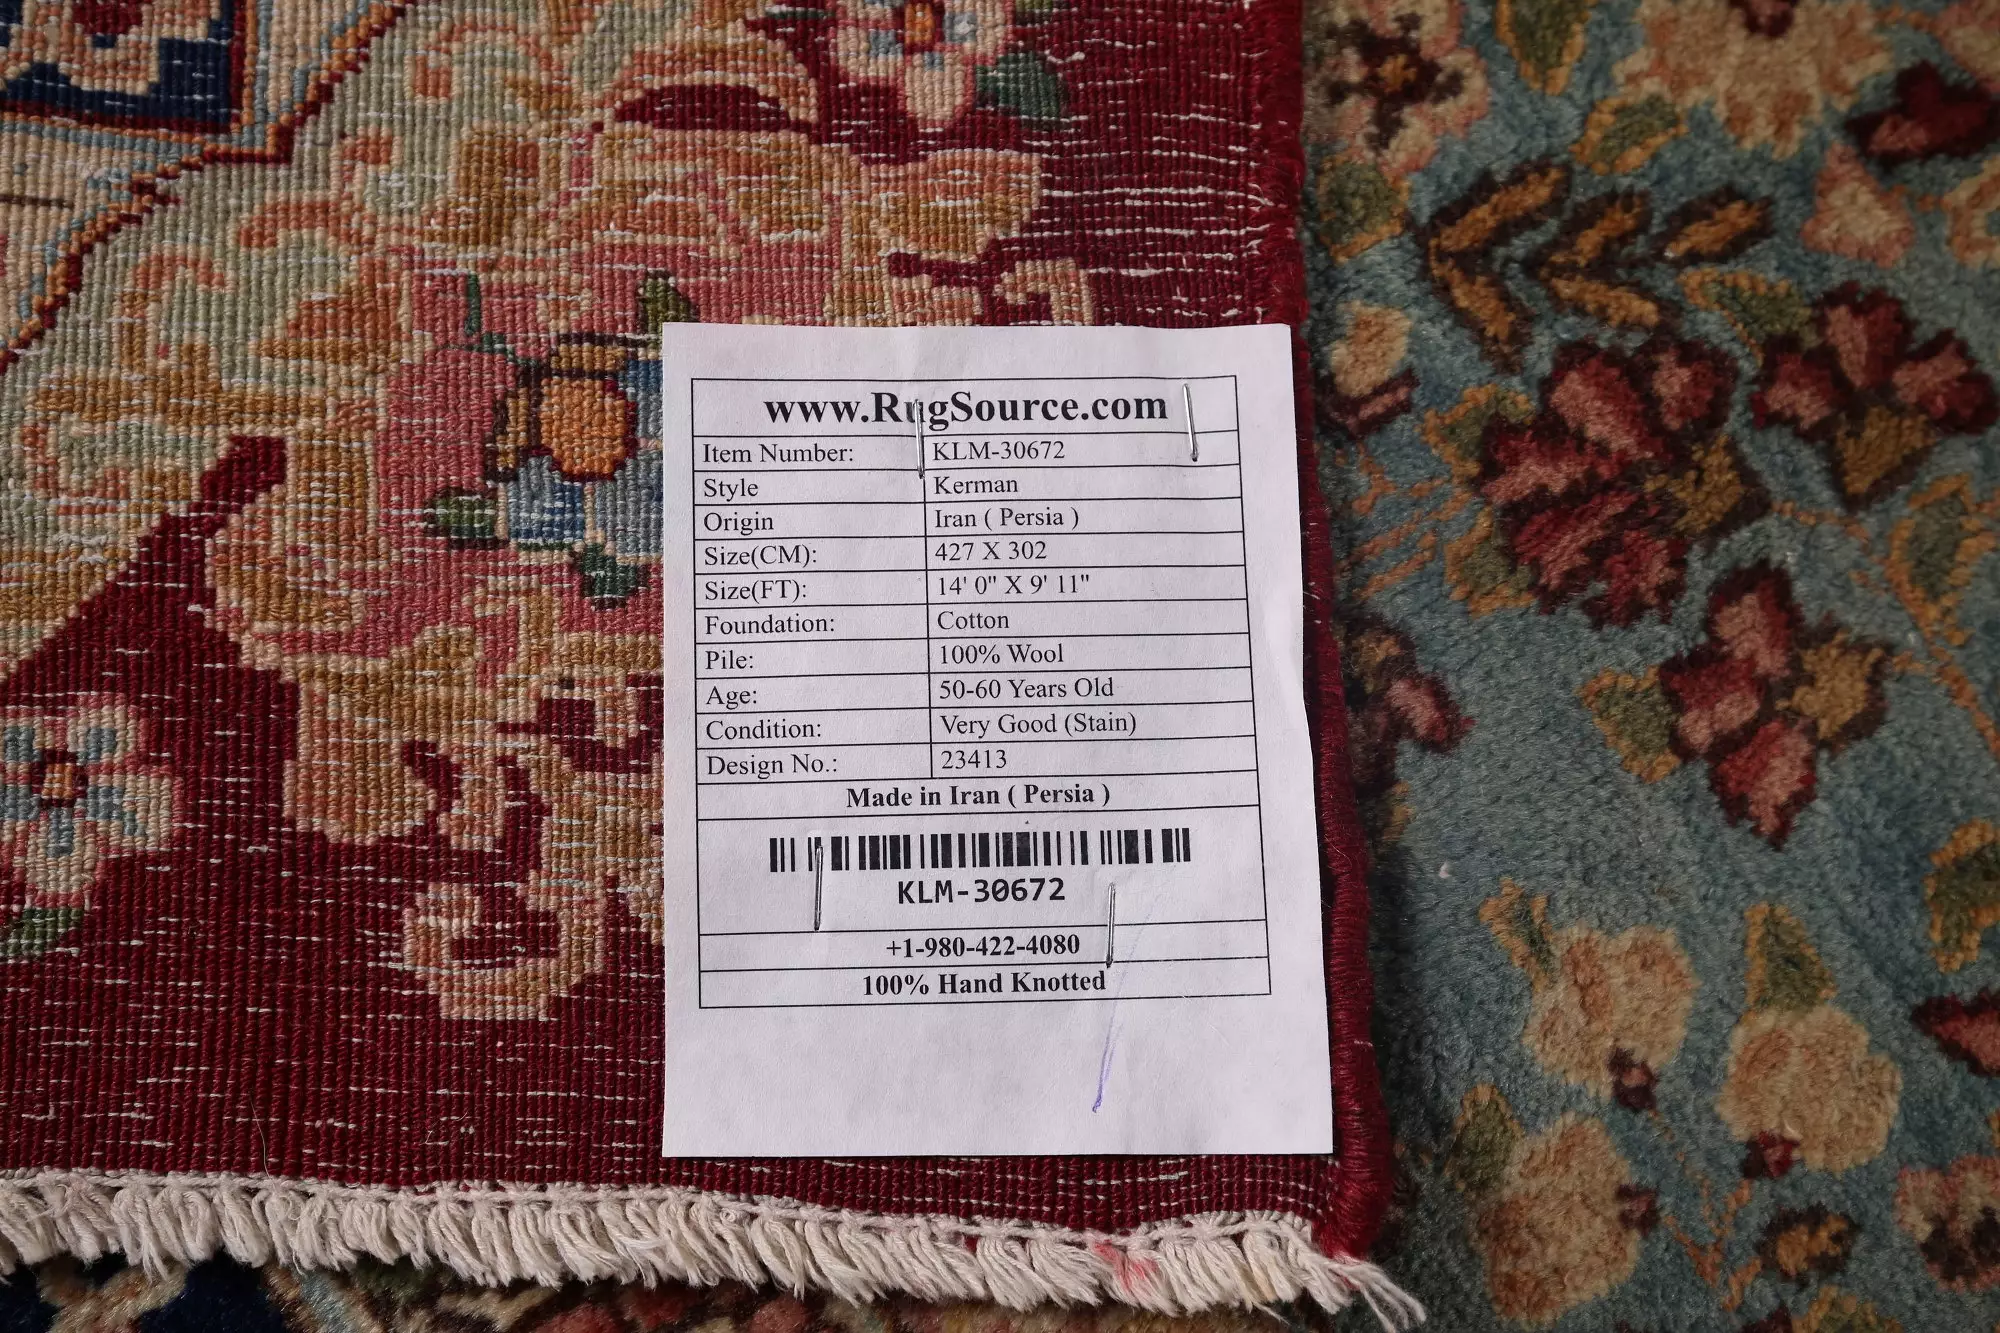 www.RugSource.com
Item Number: KLM-30672
Style Kerman
Origin Iran ( Persia )
Size(CM): 427 X 302
Size(FT): 14' 0" X 9' 11"
Foundation: Cotton
Pile: 100% Wool
Age: 50-60 Years Old
Condition: Very Good (Stain)
Design No.: 23413
Made in Iran ( Persia )
KLM-30672
+1-980-422-4080
100% Hand Knotted